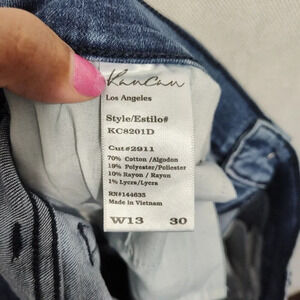 KanCan
Los Angeles
Style/Estilo#
KC8201D
Cut#2911
70% Cotton /Algodon
19% Polyester/Poliester
10% Rayon / Rayon
1% Lycra/Lycra
RN#144635
Made in Vietnam
W13 30